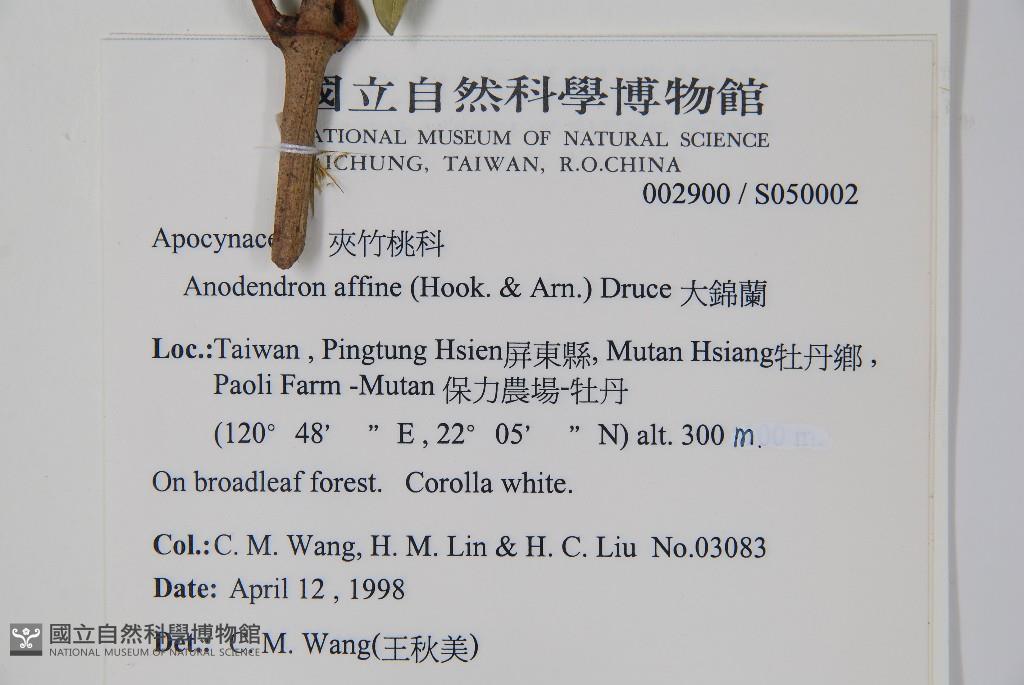 國立自然科學博物館
NATIONAL MUSEUM OF NATURAL SCIENCE
ICHUNG, TAIWAN, R.O.CHINA
002900 / S050002
Apocynace 夾竹桃科
Anodendron affine (Hook. & Arn.) Druce 大錦蘭
Loc.:Taiwan , Pingtung Hsien屏東縣, Mutan Hsiang牡丹鄉 ,
Paoli Farm -Mutan 保力農場-牡丹
(120° 48’ ” E , 22° 05’ ” N) alt. 300 m.
On broadleaf forest. Corolla white.
Col.:C. M. Wang, H. M. Lin & H. C. Liu No.03083
Date: April 12 , 1998
Det.: C. M. Wang(王秋美)
國立自然科學博物館
NATIONAL MUSEUM OF NATURAL SCIENCE